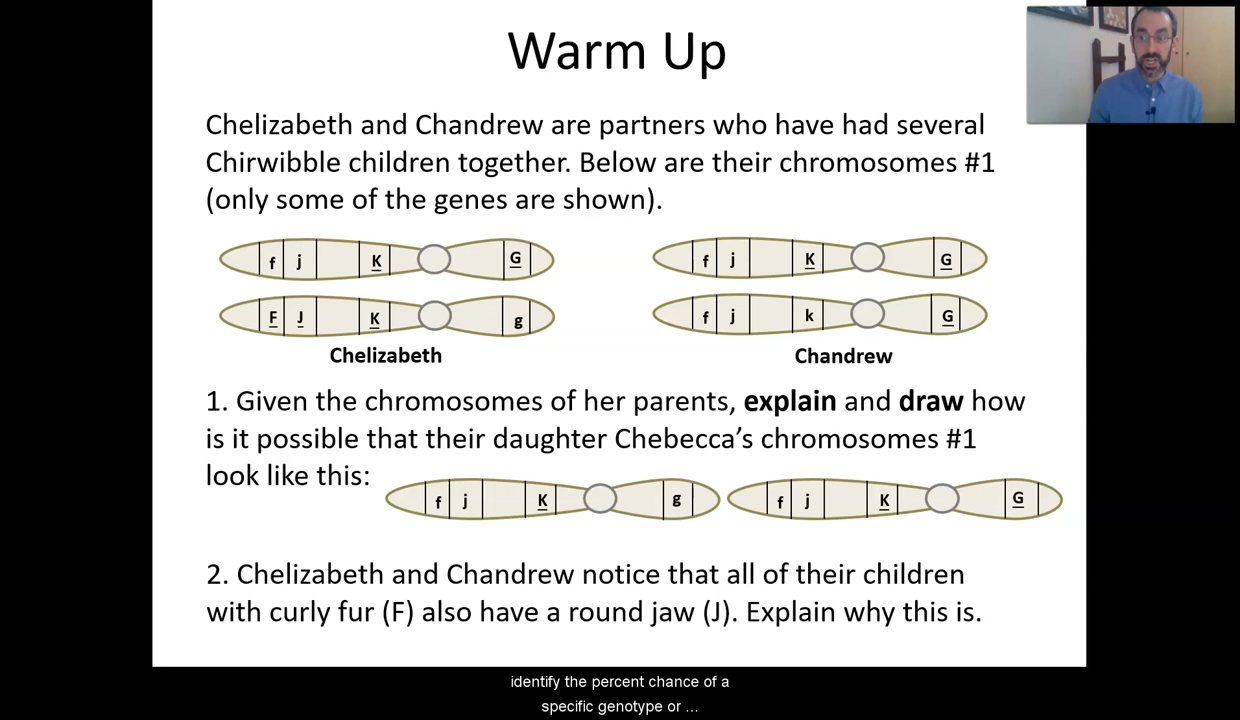 Warm Up
Chelizabeth and Chandrew are partners who have had several
Chirwibble children together. Below are their chromosomes #1
(only some of the genes are shown).
f j K G
f j K G
F J K g
f j k G
Chelizabeth
Chandrew
1. Given the chromosomes of her parents, explain and draw how
is it possible that their daughter Chebecca’s chromosomes #1
look like this:
f j K g
f j K G
2. Chelizabeth and Chandrew notice that all of their children
with curly fur (F) also have a round jaw (J). Explain why this is.
identify the percent chance of a
specific genotype or ...